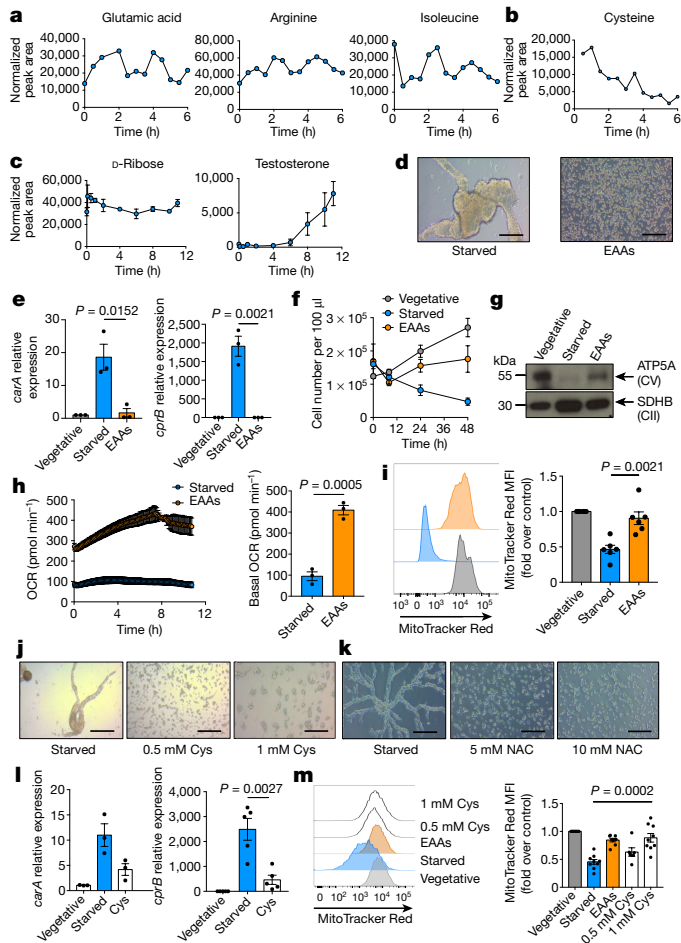 a
Glutamic acid
Arginine
Isoleucine
Normalized
peak area
40,000
30,000
20,000
10,000
0
0 2 4 6
Time (h)
80,000
60,000
40,000
20,000
0
0 2 4 6
Time (h)
40,000
30,000
20,000
10,000
0
0 2 4 6
Time (h)
b
Cysteine
Normalized
peak area
20,000
15,000
10,000
5,000
0
0 2 4 6
Time (h)
c
D-Ribose
Testosterone
Normalized
peak area
60,000
40,000
20,000
0
0 4 8 12
Time (h)
10,000
5,000
0
0 4 8 12
Time (h)
d
Starved
EAAs
e
carA relative
expression
30
20
10
0
P = 0.0152
Vegetative
Starved
EAAs
cprB relative expression
2,500
2,000
1,500
1,000
500
0
P = 0.0021
Vegetative
Starved
EAAs
f
Cell number per 100 µl
3 × 10⁵
2 × 10⁵
1 × 10⁵
0
0 12 24 36 48
Time (h)
Vegetative
Starved
EAAs
g
Vegetative
Starved
EAAs
kDa
55
30
ATP5A
(CV)
SDHB
(CII)
h
Starved
EAAs
OCR (pmol min⁻¹)
500
400
300
200
100
0
0 4 8 12
Time (h)
Basal OCR (pmol min⁻¹)
500
400
300
200
100
0
P = 0.0005
Starved
EAAs
i
10³ 0 10³ 10⁴ 10⁵
MitoTracker Red
MitoTracker Red MFI
(fold over control)
1.5
1.0
0.5
0
P = 0.0021
Vegetative
Starved
EAAs
j
Starved
0.5 mM Cys
1 mM Cys
k
Starved
5 mM NAC
10 mM NAC
l
carA relative expression
20
15
10
5
0
Vegetative
Starved
Cys
cprB relative expression
4,000
3,000
2,000
1,000
0
P = 0.0027
Vegetative
Starved
Cys
m
1 mM Cys
0.5 mM Cys
EAAs
Starved
Vegetative
0 10² 10³ 10⁴ 10⁵
MitoTracker Red
MitoTracker Red MFI
(fold over control)
1.5
1.0
0.5
0
P = 0.0002
Vegetative
Starved
EAAs
0.5 mM Cys
1 mM Cys